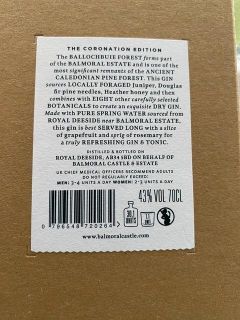 THE CORONATION EDITION
The BALLOCHBUIE FOREST forms part
of the BALMORAL ESTATE and is one of the
most significant remnants of the ANCIENT
CALEDONIAN PINE FOREST. This GIN
sources LOCALLY FORAGED Juniper, Douglas
fir pine needles, Heather honey and then
combines with EIGHT other carefully selected
BOTANICALS to create an exquisite DRY GIN.
Made with PURE SPRING WATER sourced from
ROYAL DEESIDE near BALMORAL ESTATE,
this gin is best SERVED LONG with a slice
of grapefruit and sprig of rosemary for
a truly REFRESHING GIN & TONIC.
DISTILLED & BOTTLED ON
ROYAL DEESIDE, AB34 5BD ON BEHALF OF
BALMORAL CASTLE & ESTATE
UK CHIEF MEDICAL OFFICERS RECOMMEND ADULTS
DO NOT REGULARLY EXCEED:
MEN: 3-4 UNITS A DAY WOMEN: 2-3 UNITS A DAY
43% VOL 70CL
0 796548 720264 >
www.balmoralcastle.com